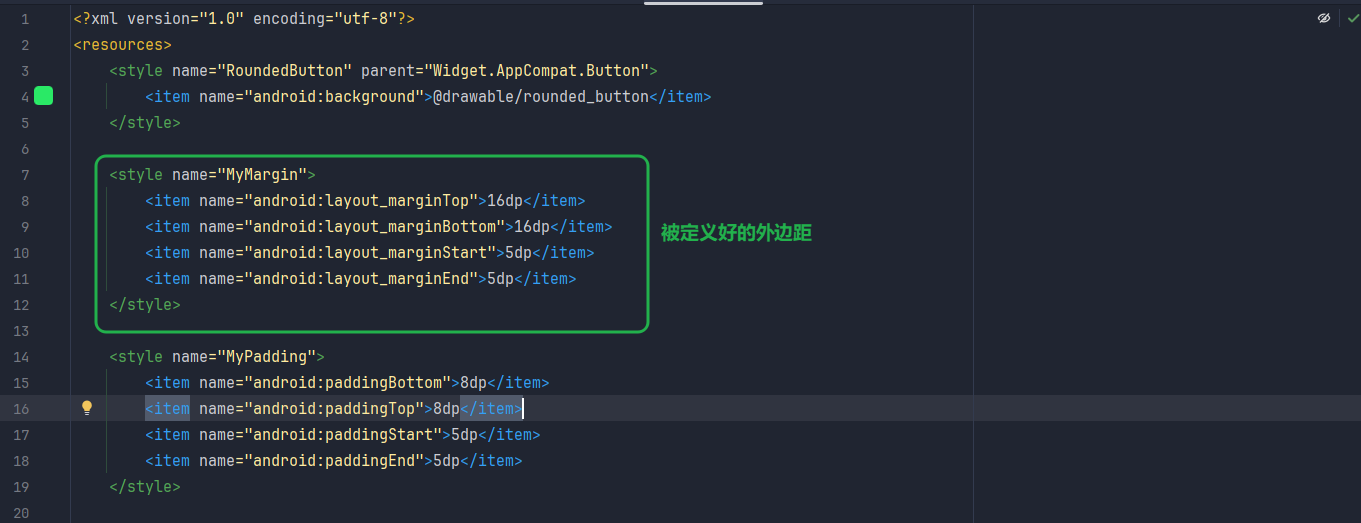 1 <?xml version="1.0" encoding="utf-8"?>
2 <resources>
3 <style name="RoundedButton" parent="Widget.AppCompat.Button">
4 <item name="android:background">@drawable/rounded_button</item>
5 </style>
6
7 <style name="MyMargin">
8 <item name="android:layout_marginTop">16dp</item>
9 <item name="android:layout_marginBottom">16dp</item>
被定义好的外边距
10 <item name="android:layout_marginStart">5dp</item>
11 <item name="android:layout_marginEnd">5dp</item>
12 </style>
13
14 <style name="MyPadding">
15 <item name="android:paddingBottom">8dp</item>
16 <item name="android:paddingTop">8dp</item>
17 <item name="android:paddingStart">5dp</item>
18 <item name="android:paddingEnd">5dp</item>
19 </style>
20